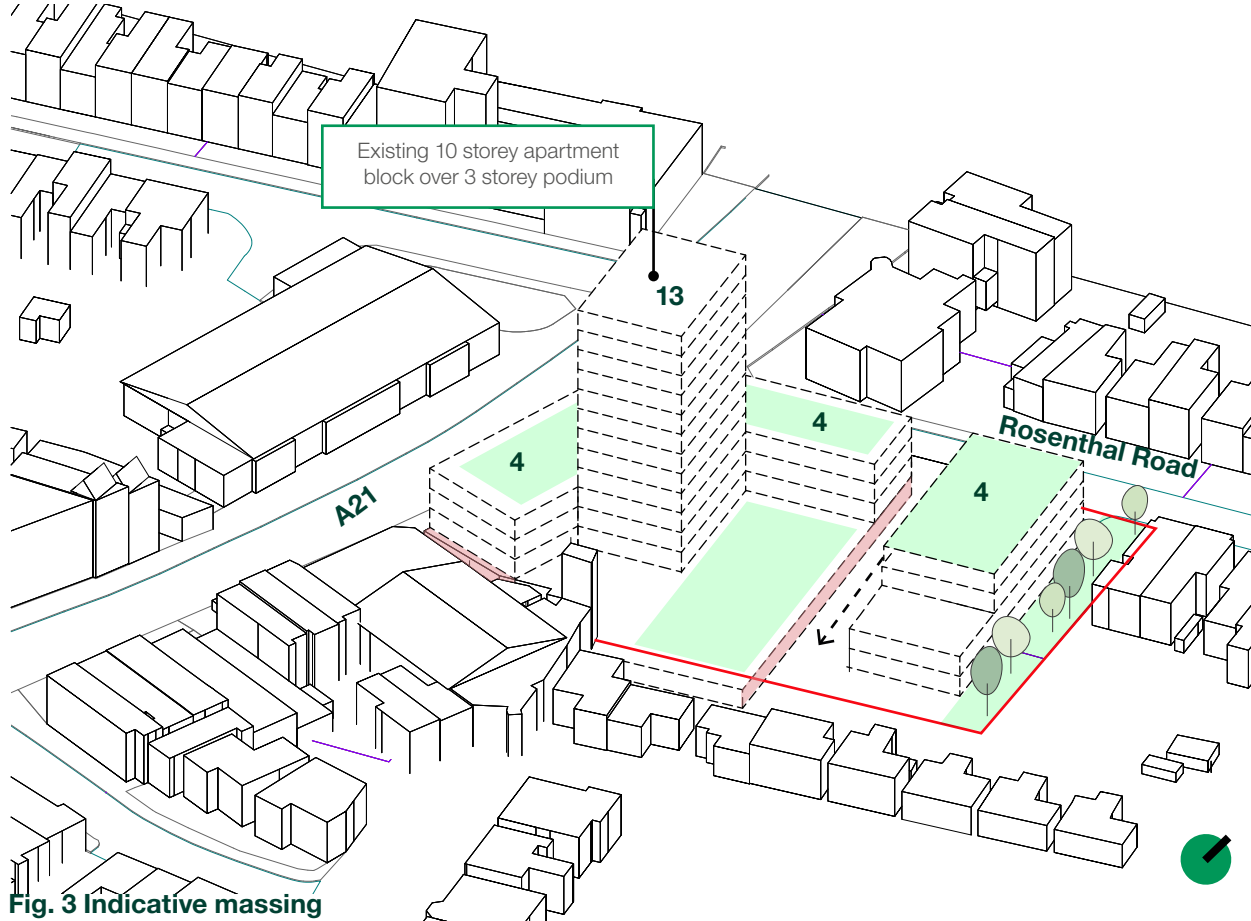 Existing 10 storey apartment
block over 3 storey podium
13
4
4
Rosenthal Road
4
A21
Fig. 3 Indicative massing